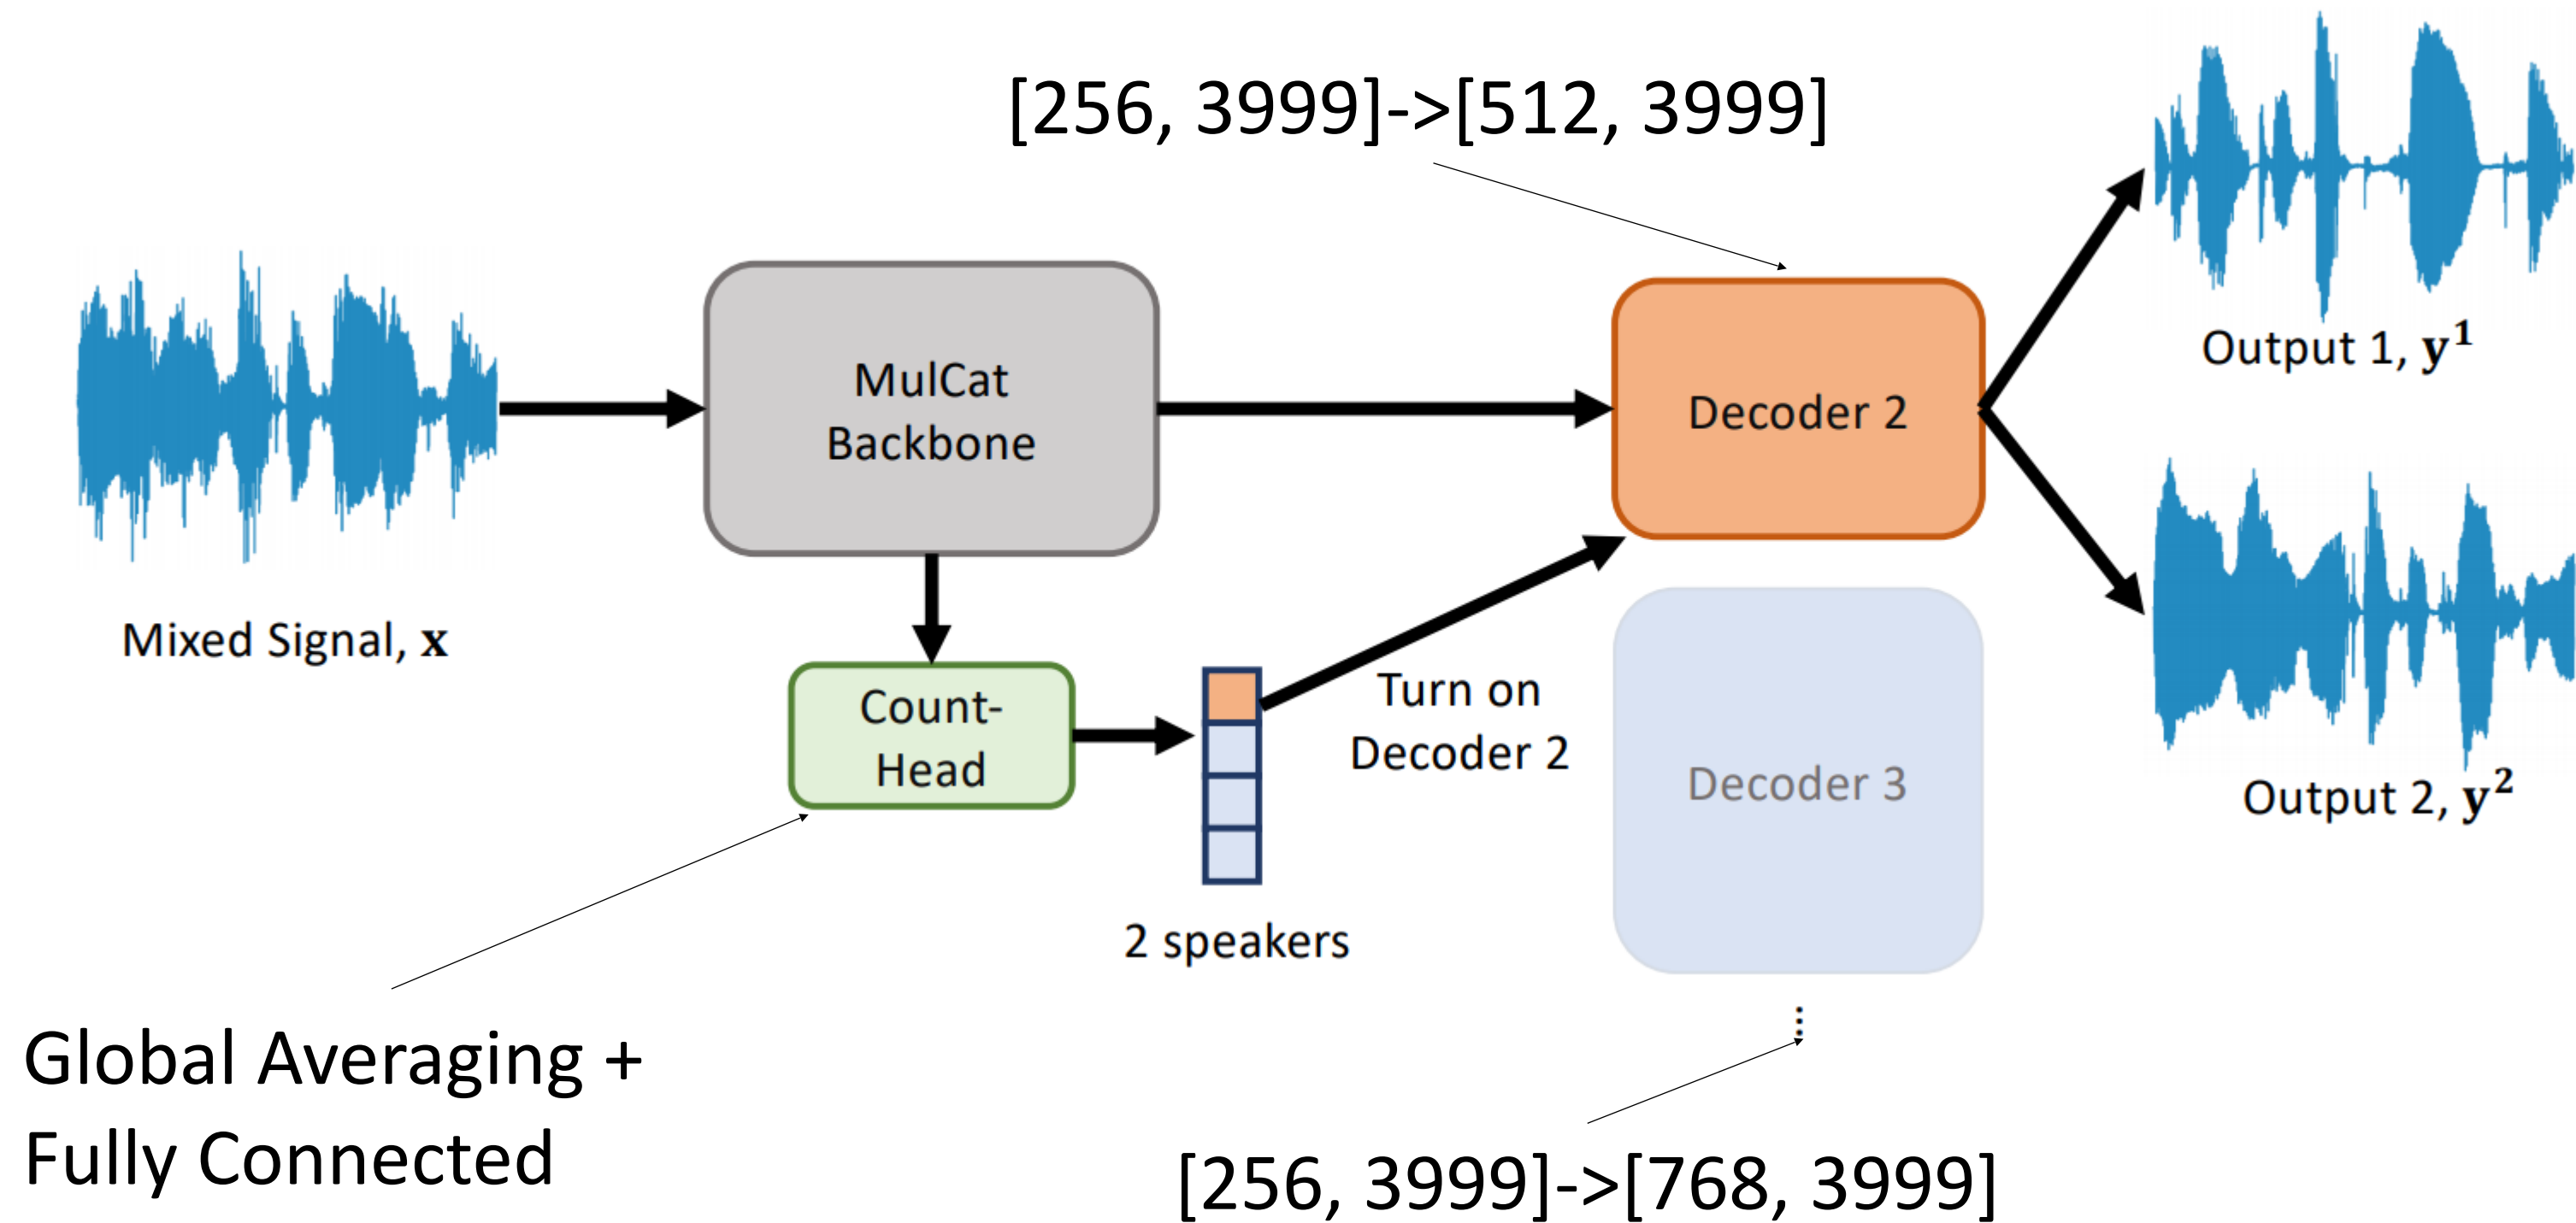 [256, 3999]->[512, 3999]
MulCat
Backbone
Decoder 2
Output 1, y¹
Mixed Signal, x
Count-
Head
Turn on
Decoder 2
Decoder 3
Output 2, y²
2 speakers
...
Global Averaging +
Fully Connected
[256, 3999]->[768, 3999]